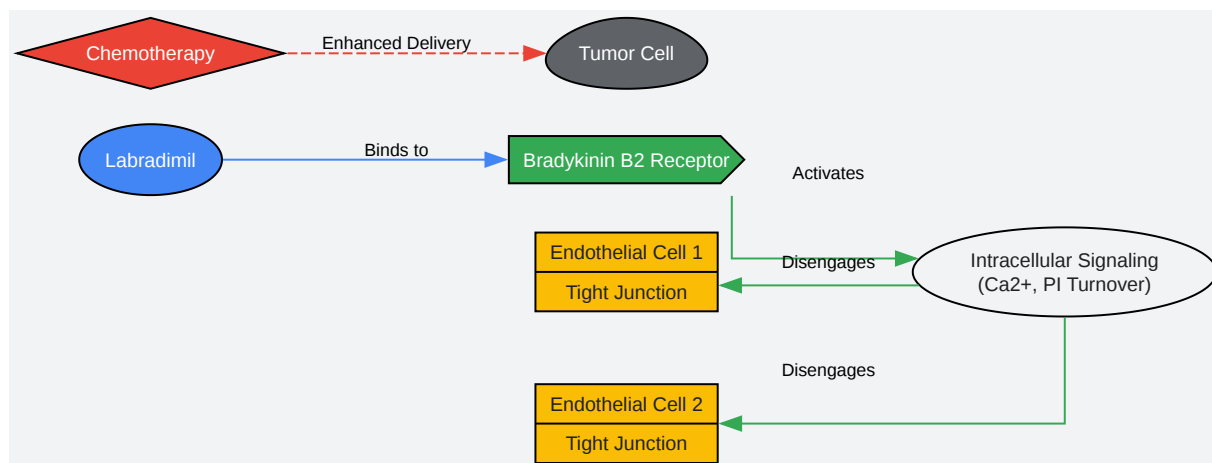 Chemotherapy
Enhanced Delivery
Tumor Cell
Labradimil
Binds to
Bradykinin B2 Receptor
Activates
Endothelial Cell 1
Tight Junction
Disengages
Intracellular Signaling
(Ca2+, PI Turnover)
Disengages
Endothelial Cell 2
Tight Junction